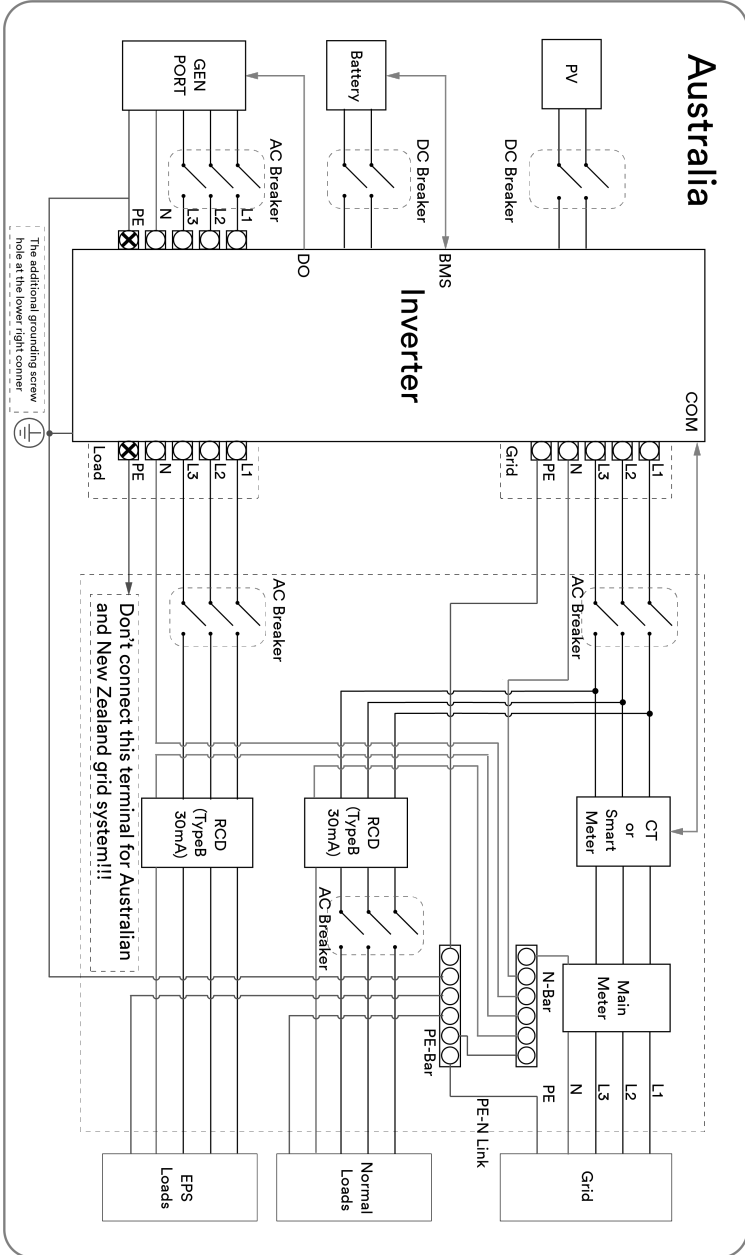 Australia
PV
Battery
GEN
PORT
DC Breaker
DC Breaker
AC Breaker
L1
L2
L3
N
PE
BMS
DO
The additional grounding screw
hole at the lower right conner
Inverter
COM
Grid
L1
L2
L3
N
PE
Load
L1
L2
L3
N
PE
AC Breaker
AC Breaker
Don't connect this terminal for Australian
and New Zealand grid system!!!
CT
or
Smart
Meter
RCD
(TypeB
30mA)
RCD
(TypeB
30mA)
AC Breaker
Main
Meter
N-Bar
PE-Bar
L1
L2
L3
N
PE
PE-N Link
Grid
Normal
Loads
EPS
Loads